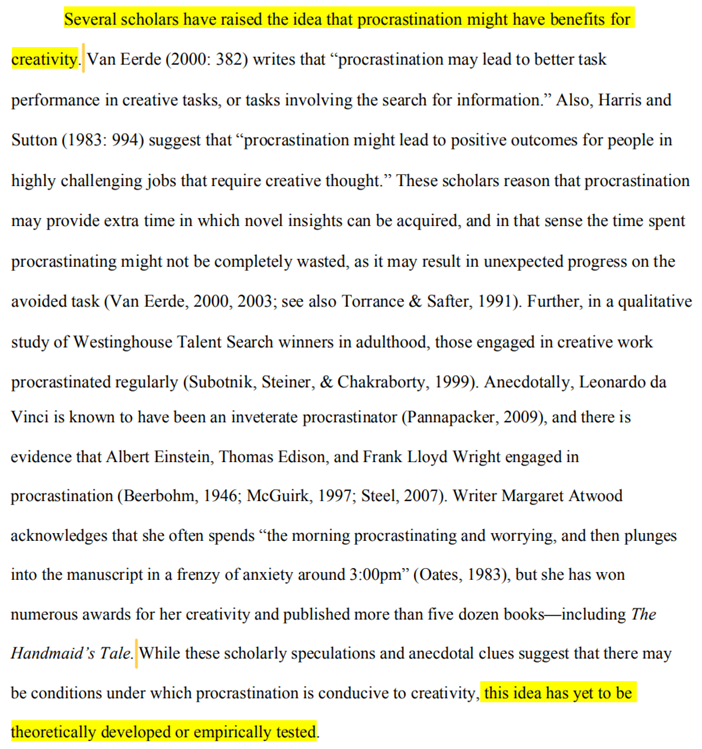 Several scholars have raised the idea that procrastination might have benefits for
creativity. Van Eerde (2000: 382) writes that “procrastination may lead to better task
performance in creative tasks, or tasks involving the search for information.” Also, Harris and
Sutton (1983: 994) suggest that “procrastination might lead to positive outcomes for people in
highly challenging jobs that require creative thought.” These scholars reason that procrastination
may provide extra time in which novel insights can be acquired, and in that sense the time spent
procrastinating might not be completely wasted, as it may result in unexpected progress on the
avoided task (Van Eerde, 2000, 2003; see also Torrance & Safter, 1991). Further, in a qualitative
study of Westinghouse Talent Search winners in adulthood, those engaged in creative work
procrastinated regularly (Subotnik, Steiner, & Chakraborty, 1999). Anecdotally, Leonardo da
Vinci is known to have been an inveterate procrastinator (Pannapacker, 2009), and there is
evidence that Albert Einstein, Thomas Edison, and Frank Lloyd Wright engaged in
procrastination (Beerbohm, 1946; McGuirk, 1997; Steel, 2007). Writer Margaret Atwood
acknowledges that she often spends “the morning procrastinating and worrying, and then plunges
into the manuscript in a frenzy of anxiety around 3:00pm” (Oates, 1983), but she has won
numerous awards for her creativity and published more than five dozen books—including The
Handmaid’s Tale. While these scholarly speculations and anecdotal clues suggest that there may
be conditions under which procrastination is conducive to creativity, this idea has yet to be
theoretically developed or empirically tested.